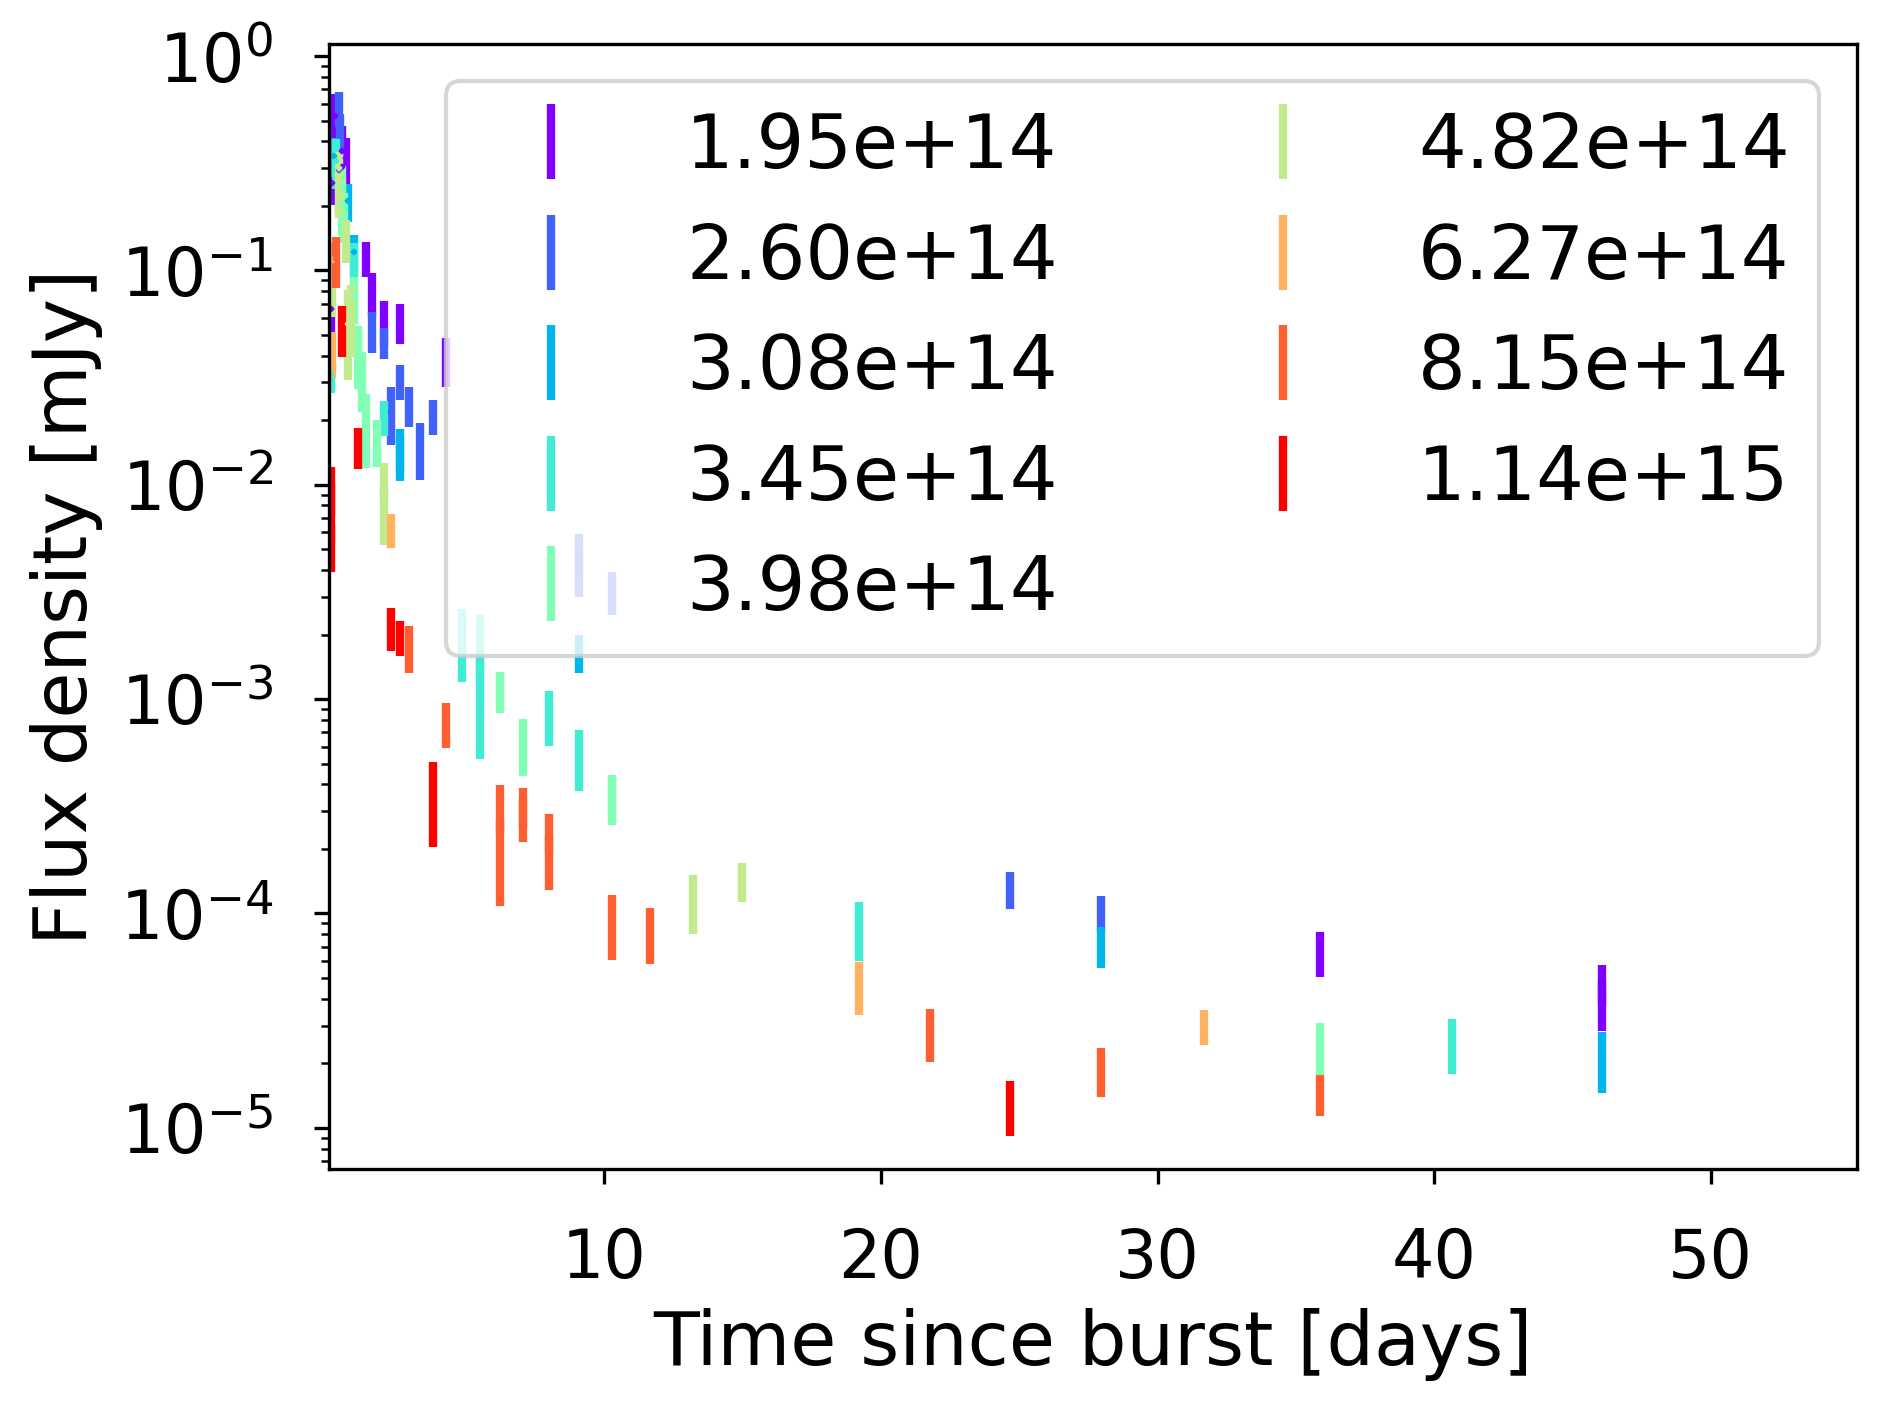 10⁰
10⁻¹
10⁻²
10⁻³
10⁻⁴
10⁻⁵
Flux density [mJy]
1.95e+14
2.60e+14
3.08e+14
3.45e+14
3.98e+14
4.82e+14
6.27e+14
8.15e+14
1.14e+15
10 20 30 40 50
Time since burst [days]